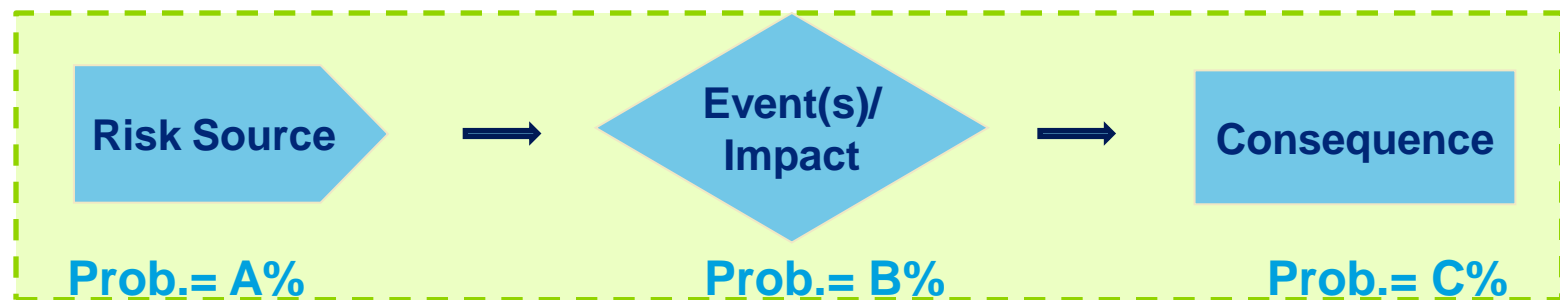 Risk Source
Event(s)/
Impact
Consequence
Prob.= A%
Prob.= B%
Prob.= C%